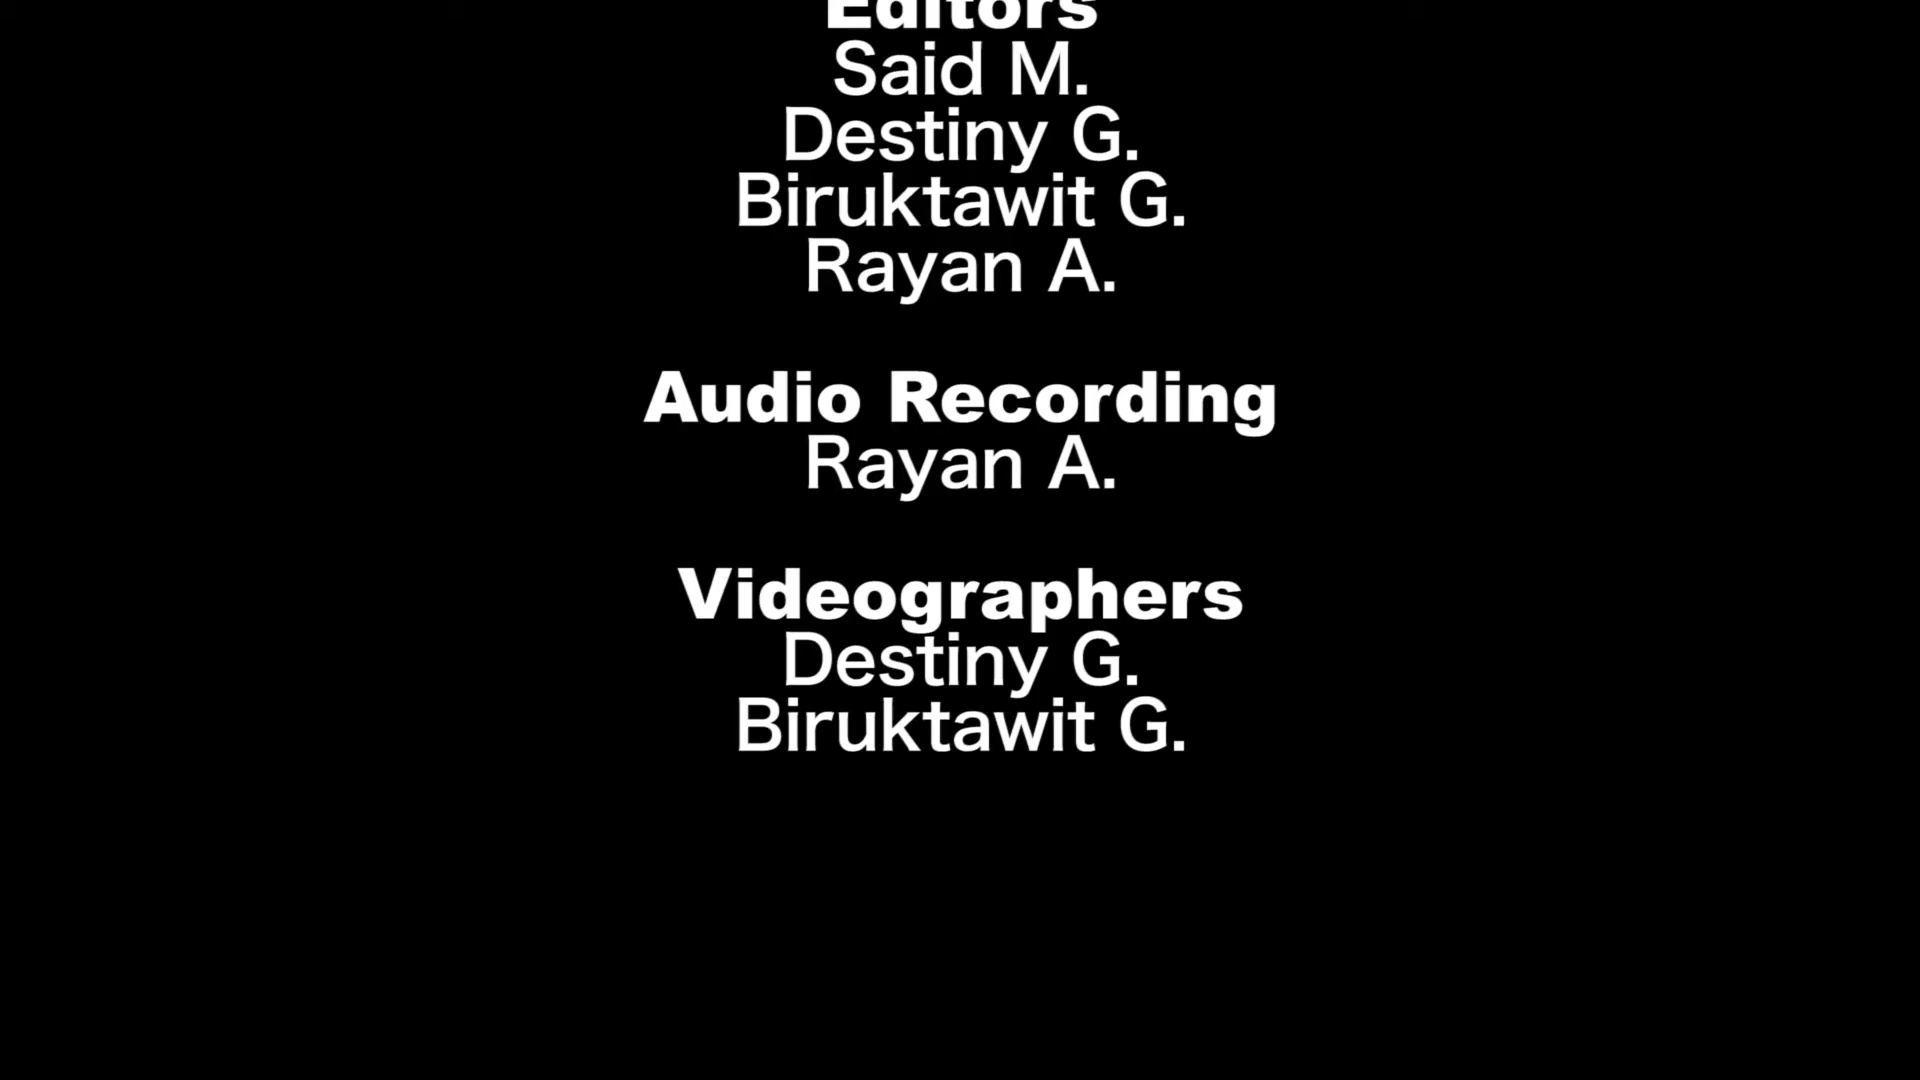 Editors
Said M.
Destiny G.
Biruktawit G.
Rayan A.
Audio Recording
Rayan A.
Videographers
Destiny G.
Biruktawit G.